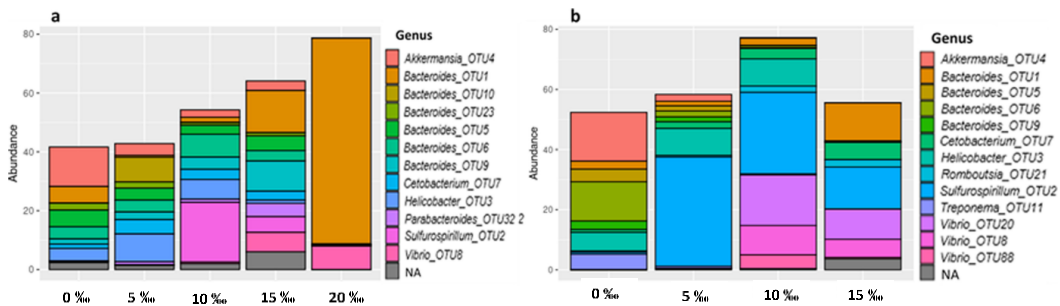 a
Abundance
80
60
40
20
0
0 ‰
5 ‰
10 ‰
15 ‰
20 ‰
Genus
Akkermansia_OTU4
Bacteroides_OTU1
Bacteroides_OTU10
Bacteroides_OTU23
Bacteroides_OTU5
Bacteroides_OTU6
Bacteroides_OTU9
Cetobacterium_OTU7
Helicobacter_OTU3
Parabacteroides_OTU32 2
Sulfurospirillum_OTU2
Vibrio_OTU8
NA
b
Abundance
80
60
40
20
0
0 ‰
5 ‰
10 ‰
15 ‰
Genus
Akkermansia_OTU4
Bacteroides_OTU1
Bacteroides_OTU5
Bacteroides_OTU6
Bacteroides_OTU9
Cetobacterium_OTU7
Helicobacter_OTU3
Romboutsia_OTU21
Sulfurospirillum_OTU2
Treponema_OTU11
Vibrio_OTU20
Vibrio_OTU8
Vibrio_OTU88
NA